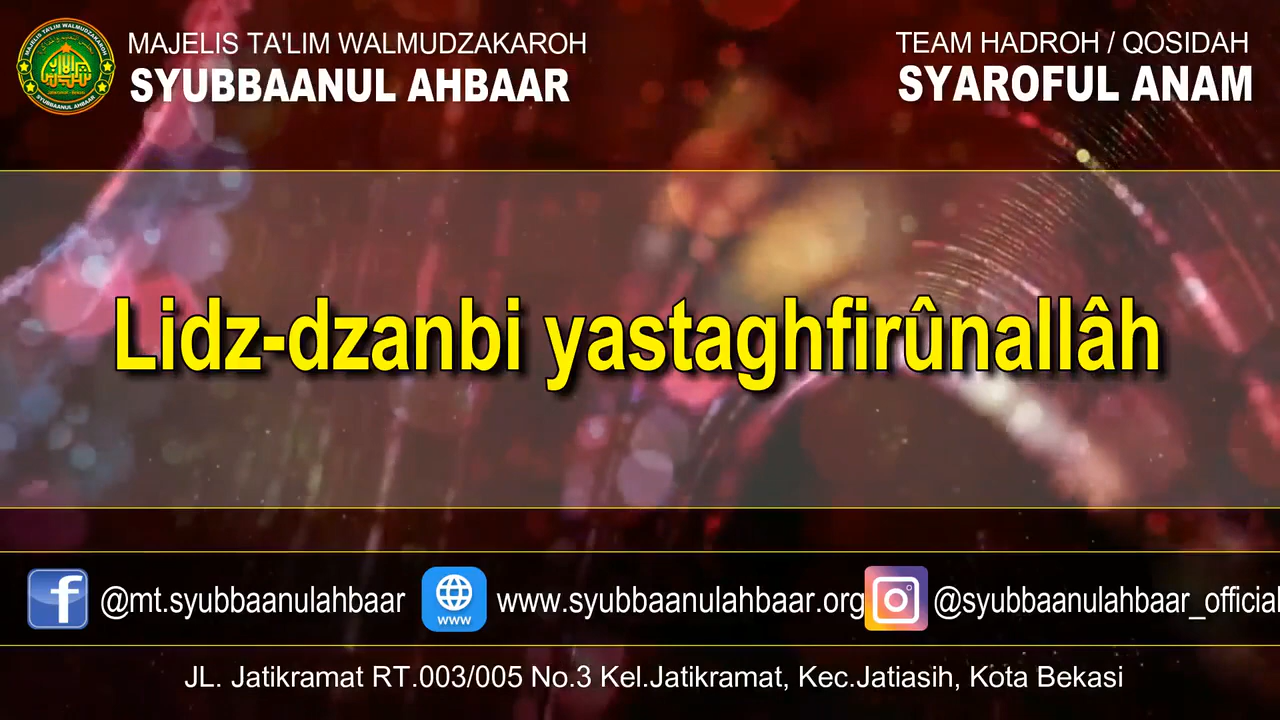 MAJELIS TA'LIM WALMUDZAKAROH
SYUBBAANUL AHBAAR
TEAM HADROH / QOSIDAH
SYAROFUL ANAM
Lidz-dzanbi yastaghfirûnallâh
@mt.syubbaanulahbaar
www
www.syubbaanulahbaar.org
@syubbaanulahbaar_official
JL. Jatikramat RT.003/005 No.3 Kel.Jatikramat, Kec.Jatiasih, Kota Bekasi